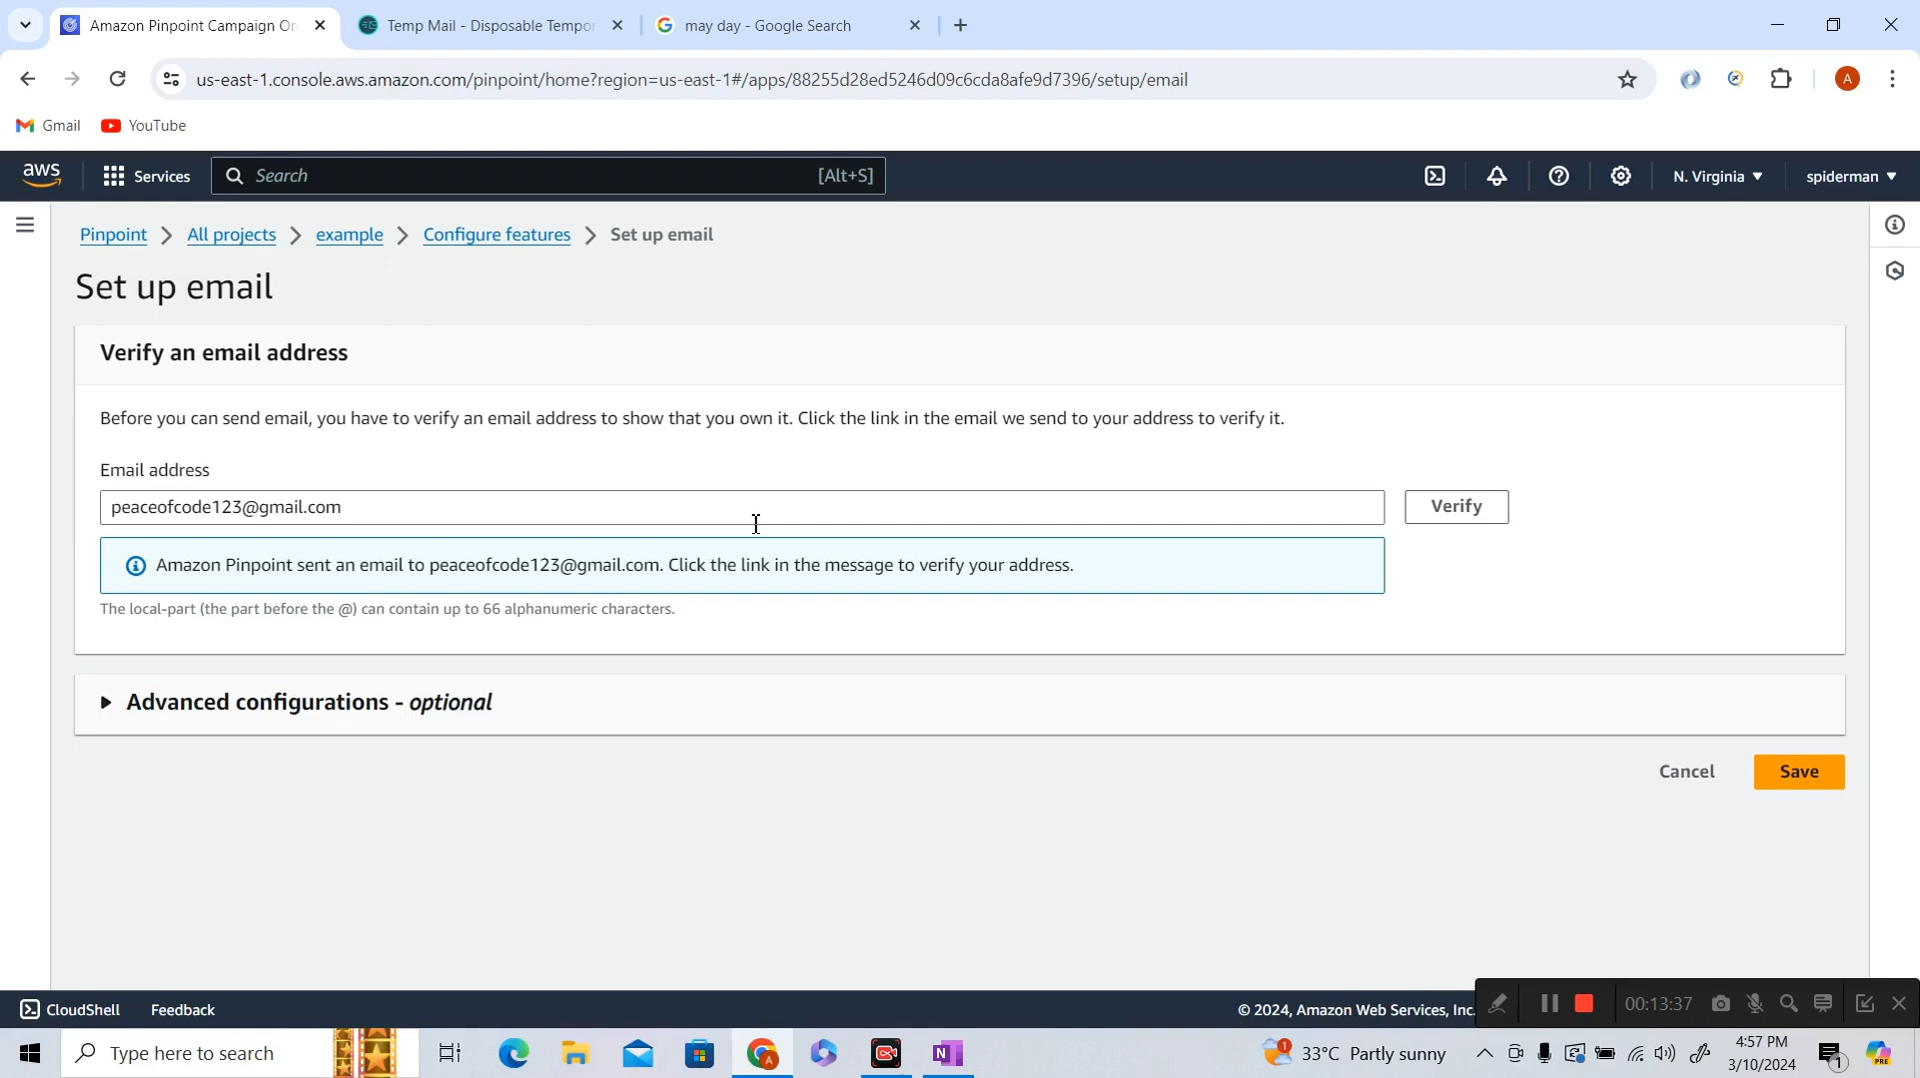 Amazon Pinpoint Campaign Or
Temp Mail - Disposable Tempor
may day - Google Search
us-east-1.console.aws.amazon.com/pinpoint/home?region=us-east-1#/apps/88255d28ed5246d09c6cda8afe9d7396/setup/email
A
Gmail
YouTube
aws
Services
Search
[Alt+S]
N. Virginia
spiderman
Pinpoint
All projects
example
Configure features
Set up email
Set up email
Verify an email address
Before you can send email, you have to verify an email address to show that you own it. Click the link in the email we send to your address to verify it.
Email address
peaceofcode123@gmail.com
Verify
Amazon Pinpoint sent an email to peaceofcode123@gmail.com. Click the link in the message to verify your address.
The local-part (the part before the @) can contain up to 66 alphanumeric characters.
Advanced configurations - optional
Cancel
Save
CloudShell
Feedback
© 2024, Amazon Web Services, Inc.
00:13:37
Type here to search
33°C Partly sunny
4:57 PM
3/10/2024
1
PRE